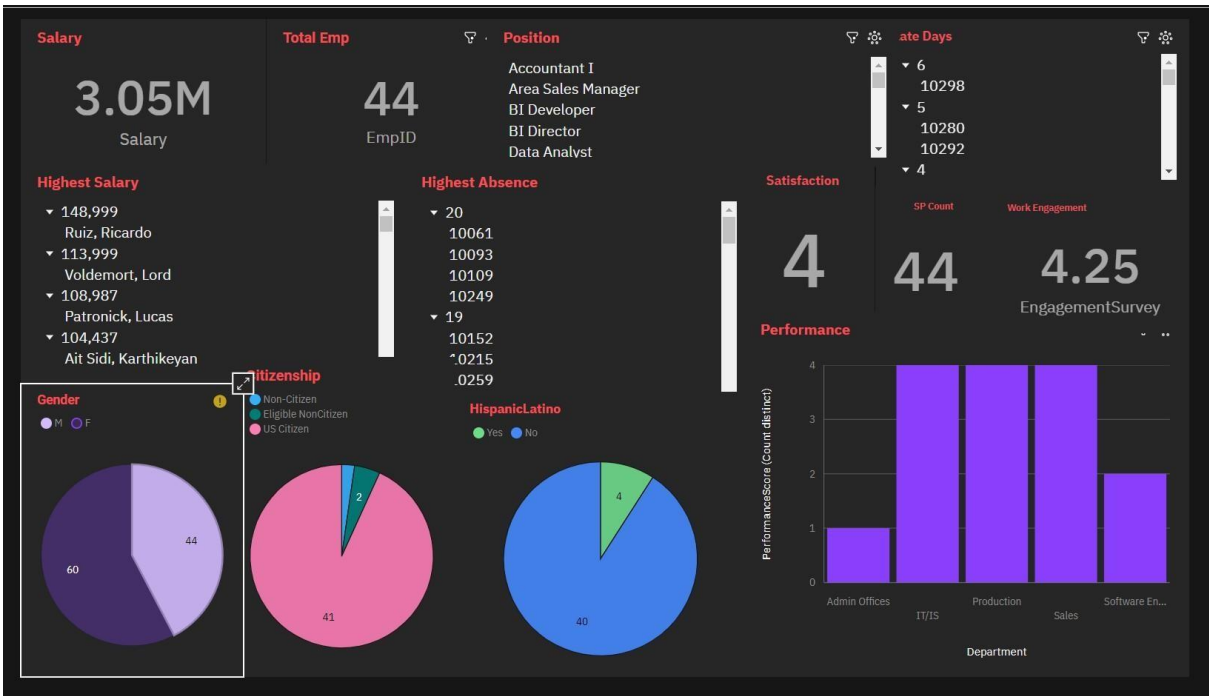 Salary
3.05M
Salary
Total Emp
44
EmpID
Position
Accountant I
Area Sales Manager
BI Developer
BI Director
Data Analyst
ate Days
6
10298
5
10280
10292
4
Highest Salary
148,999
Ruiz, Ricardo
113,999
Voldemort, Lord
108,987
Patronick, Lucas
104,437
Ait Sidi, Karthikeyan
Highest Absence
20
10061
10093
10109
10249
19
10152
10215
.0259
Satisfaction
4
SP Count
44
Work Engagement
4.25
EngagementSurvey
Gender
M F
44
60
Citizenship
Non-Citizen
Eligible NonCitizen
US Citizen
2
41
HispanicLatino
Yes No
4
40
Performance
PerformanceScore (Count distinct)
4
3
2
1
0
Admin Offices
IT/IS
Production
Sales
Software En...
Department